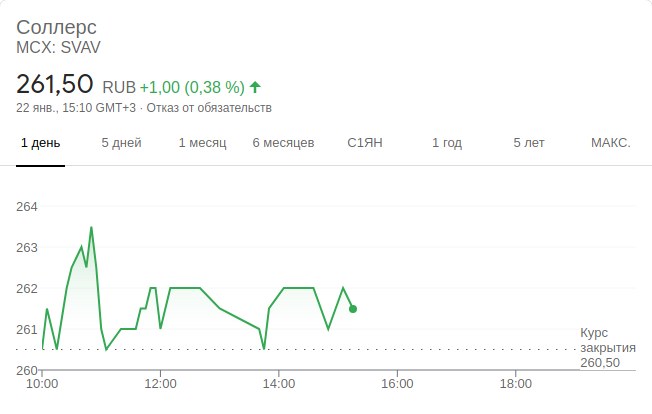 Соллерс
MCX: SVAV
261,50 RUB +1,00 (0,38 %)
22 янв., 15:10 GMT+3 · Отказ от обязательств
1 день 5 дней 1 месяц 6 месяцев С1ЯН 1 год 5 лет МАКС.
264
263
262
261
260
Курс
закрытия
260,50
10:00 12:00 14:00 16:00 18:00